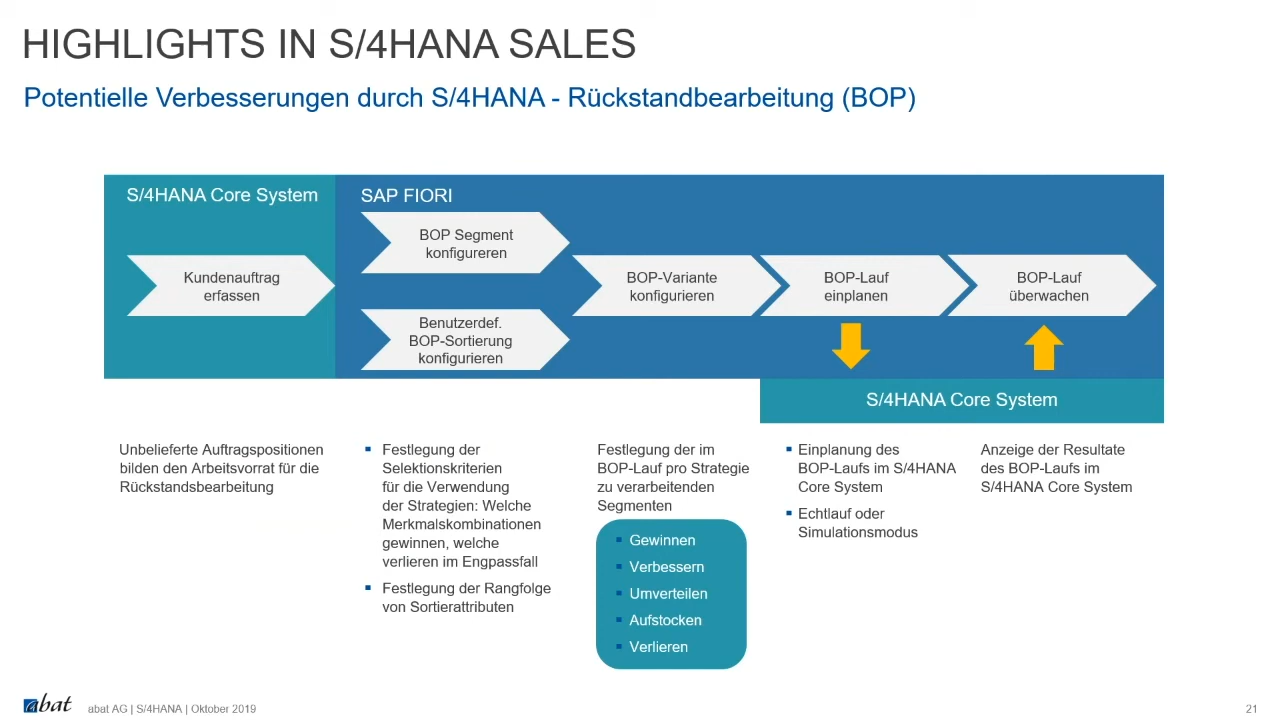 HIGHLIGHTS IN S/4HANA SALES
Potentielle Verbesserungen durch S/4HANA - Rückstandbearbeitung (BOP)
S/4HANA Core System
SAP FIORI
Kundenauftrag
erfassen
BOP Segment
konfigureren
Benutzerdef.
BOP-Sortierung
konfigurieren
BOP-Variante
konfigurieren
BOP-Lauf
einplanen
BOP-Lauf
überwachen
S/4HANA Core System
Unbelieferte Auftragspositionen
bilden den Arbeitsvorrat für die
Rückstandsbearbeitung
Festlegung der
Selektionskriterien
für die Verwendung
der Strategien: Welche
Merkmalskombinationen
gewinnen, welche
verlieren im Engpassfall
Festlegung der Rangfolge
von Sortierattributen
Festlegung der im
BOP-Lauf pro Strategie
zu verarbeitenden
Segmenten
Gewinnen
Verbessern
Umverteilen
Aufstocken
Verlieren
Einplanung des
BOP-Laufs im S/4HANA
Core System
Echtlauf oder
Simulationsmodus
Anzeige der Resultate
des BOP-Laufs im
S/4HANA Core System
abat
abat AG | S/4HANA | Oktober 2019
21